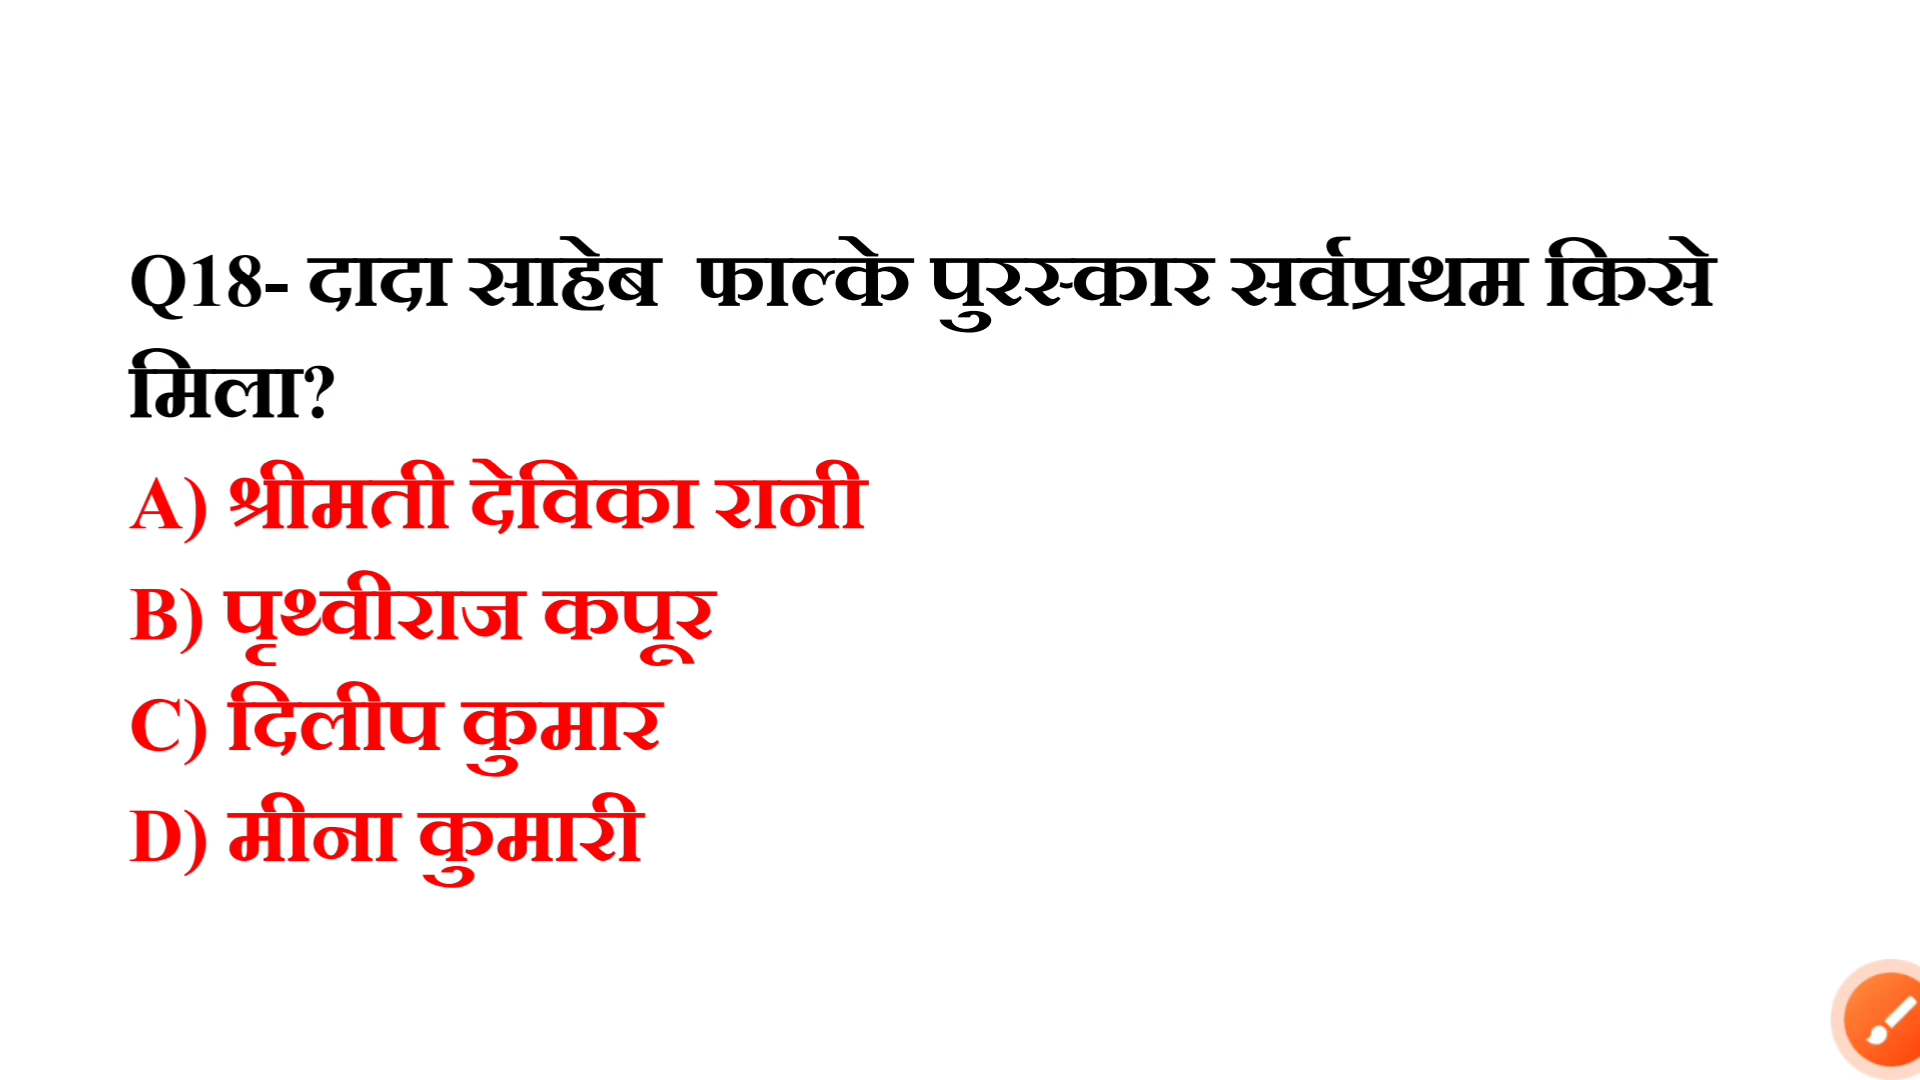 Q18- दादा साहेब  फाल्के पुरस्कार सर्वप्रथम किसे
मिला?
A) श्रीमती देविका रानी
B) पृथ्वीराज कपूर
C) दिलीप कुमार
D) मीना कुमारी